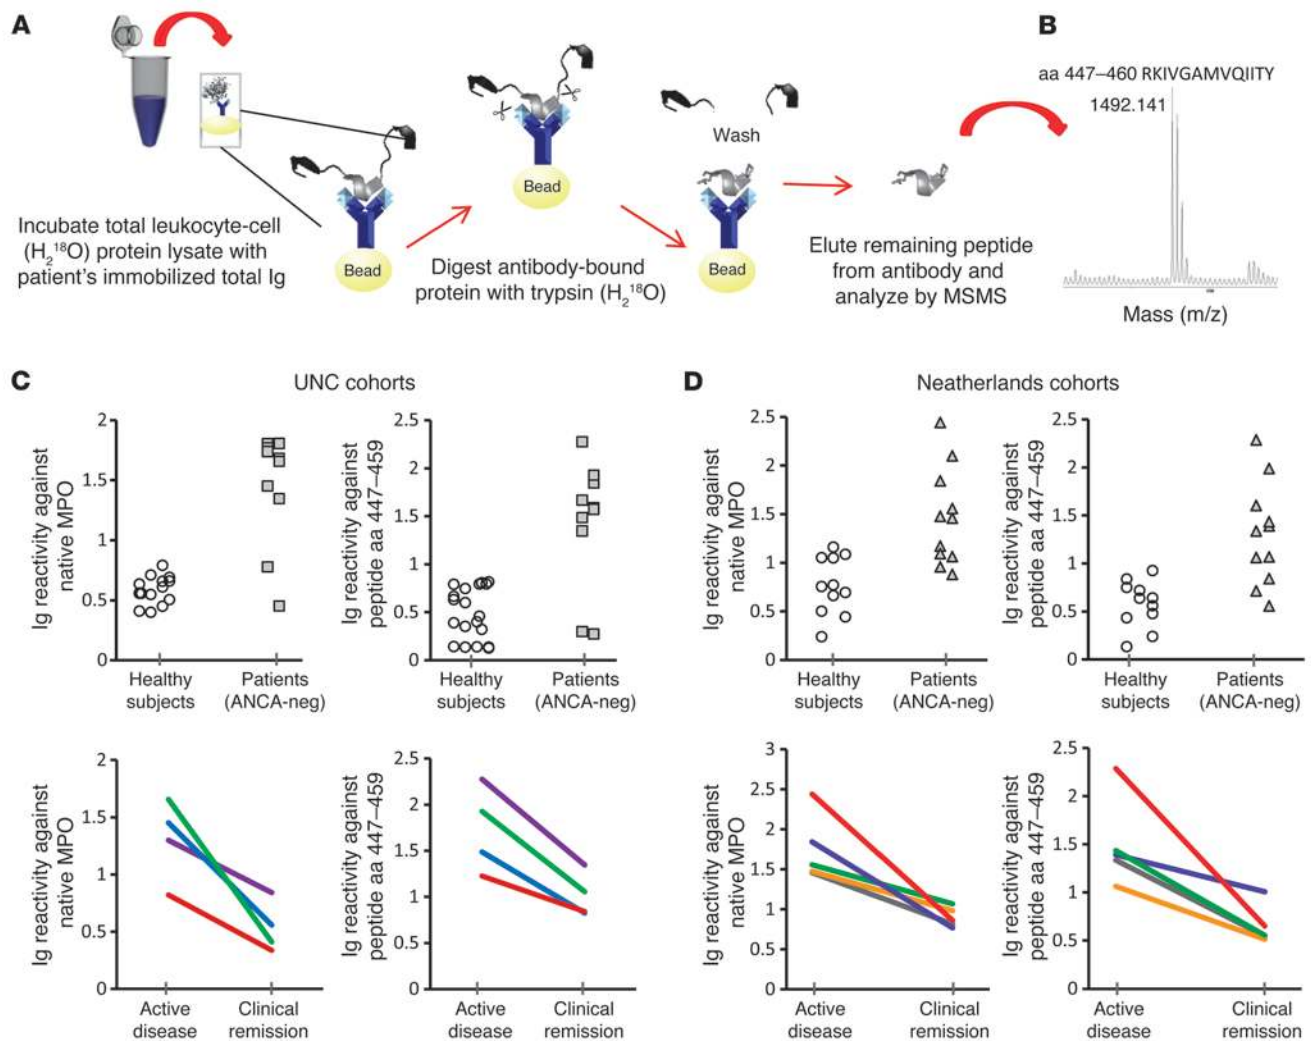 A
Bead
Incubate total leukocyte-cell
(H₂¹⁸O) protein lysate with
patient's immobilized total Ig
Bead
Digest antibody-bound
protein with trypsin (H₂¹⁸O)
Wash
Bead
Elute remaining peptide
from antibody and
analyze by MSMS
B
aa 447–460 RKIVGAMVQIITY
1492.141
Mass (m/z)
C
UNC cohorts
Ig reactivity against
native MPO
2
1.5
1
0.5
0
Healthy
subjects
Patients
(ANCA-neg)
Ig reactivity against
peptide aa 447–459
2.5
2
1.5
1
0.5
0
Healthy
subjects
Patients
(ANCA-neg)
Ig reactivity against
native MPO
2
1.5
1
0.5
0
Active
disease
Clinical
remission
Ig reactivity against
peptide aa 447–459
2.5
2
1.5
1
0.5
0
Active
disease
Clinical
remission
D
Neatherlands cohorts
Ig reactivity against
native MPO
2.5
2
1.5
1
0.5
0
Healthy
subjects
Patients
(ANCA-neg)
Ig reactivity against
peptide aa 447–459
2.5
2
1.5
1
0.5
0
Healthy
subjects
Patients
(ANCA-neg)
Ig reactivity against
native MPO
3
2.5
2
1.5
1
0.5
0
Active
disease
Clinical
remission
Ig reactivity against
peptide aa 447–459
2.5
2
1.5
1
0.5
0
Active
disease
Clinical
remission